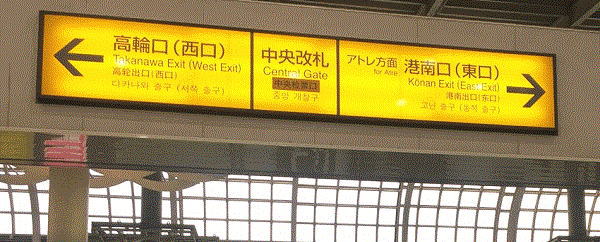 高輪口（西口）
Takanawa Exit (West Exit)
高轮出口(西口)
다카나와 출구 (서쪽 출구)
中央改札
Central Gate
中央检票口
중앙 개찰구
アトレ方面
for Atre
港南口（東口）
Kōnan Exit (East Exit)
港南出口(东口)
고난 출구 (동쪽 출구)